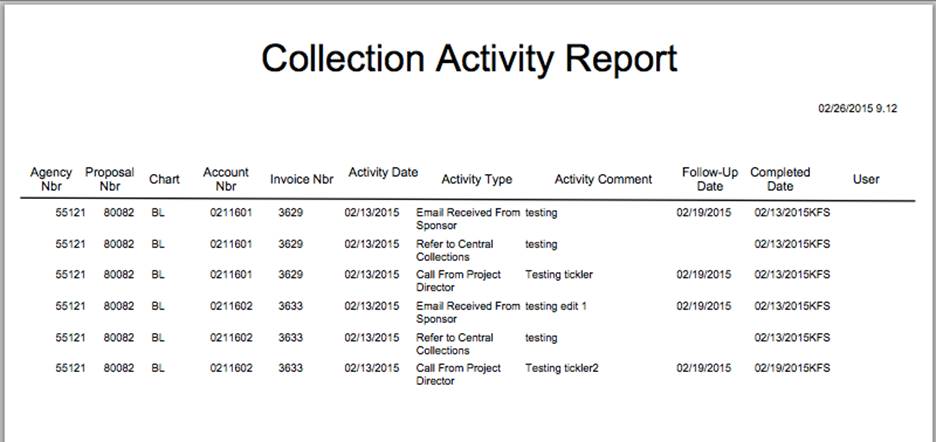 Collection Activity Report
02/26/2015 9.12
Agency Nbr Proposal Nbr Chart Account Nbr Invoice Nbr Activity Date Activity Type Activity Comment Follow-Up Date Completed Date User
55121 80082 BL 0211601 3629 02/13/2015 Email Received From testing 02/19/2015 02/13/2015KFS
Sponsor
55121 80082 BL 0211601 3629 02/13/2015 Refer to Central testing 02/13/2015KFS
Collections
55121 80082 BL 0211601 3629 02/13/2015 Call From Project Testing tickler 02/19/2015 02/13/2015KFS
Director
55121 80082 BL 0211602 3633 02/13/2015 Email Received From testing edit 1 02/19/2015 02/13/2015KFS
Sponsor
55121 80082 BL 0211602 3633 02/13/2015 Refer to Central testing 02/13/2015KFS
Collections
55121 80082 BL 0211602 3633 02/13/2015 Call From Project Testing tickler2 02/19/2015 02/19/2015KFS
Director